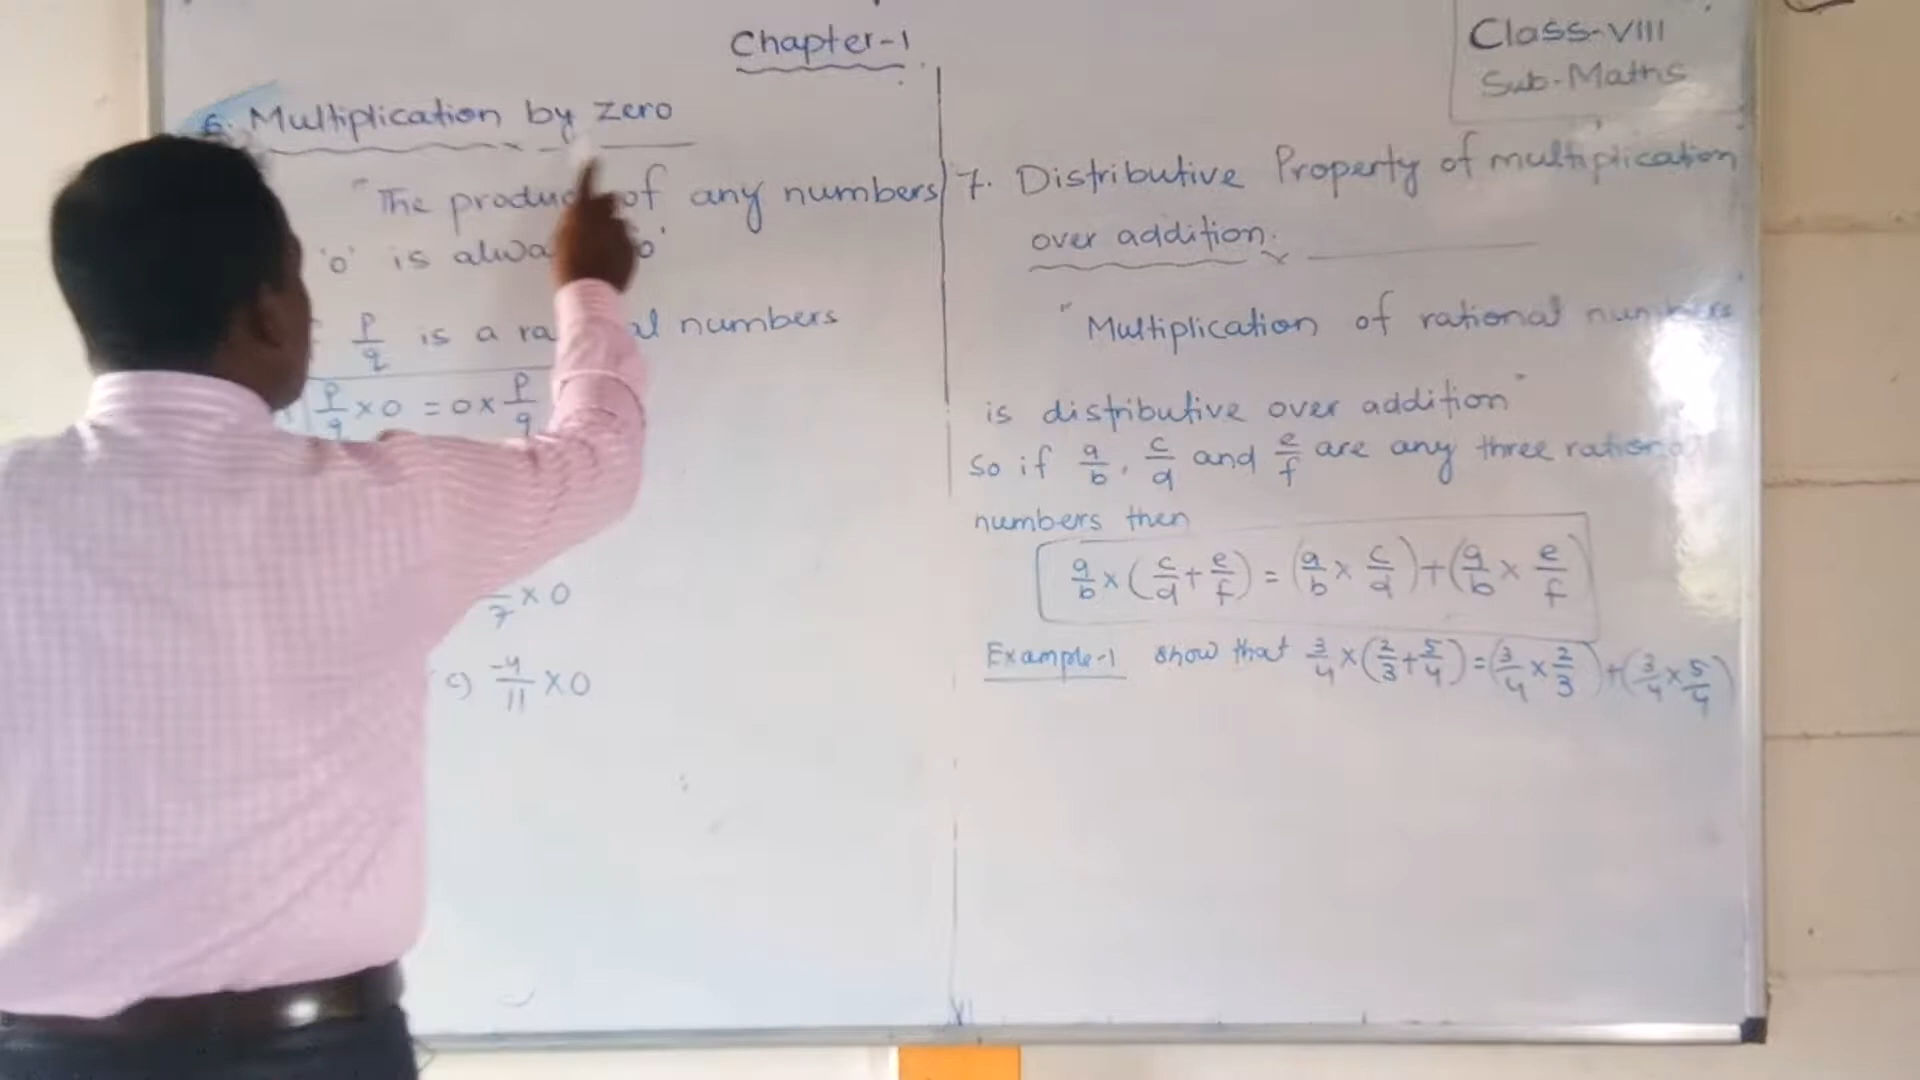 Chapter-1
Class-VIII
Sub-Maths
6. Multiplication by zero
"The product of any numbers
'0' is always '0'
p/q is a rational numbers
p/q × 0 = 0 × p/q
/7 × 0
c) -4/11 × 0
7. Distributive Property of multiplication
over addition.
"Multiplication of rational numbers
is distributive over addition"
So if a/b, c/d and e/f are any three rational
numbers then
a/b × (c/d + e/f) = (a/b × c/d) + (a/b × e/f)
Example-1 show that 3/4 × (2/3 + 5/4) = (3/4 × 2/3) + (3/4 × 5/4)